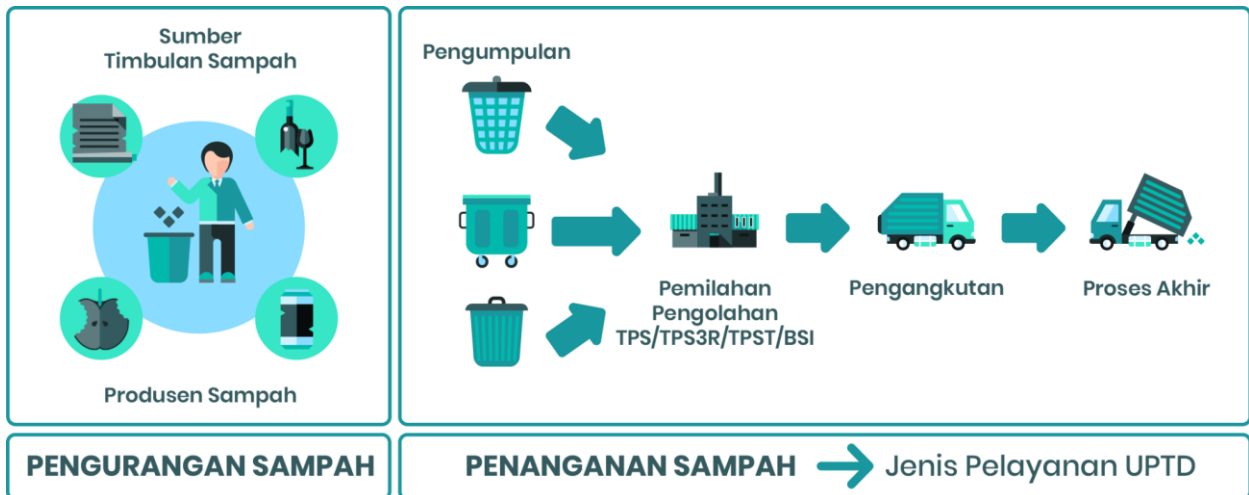 Sumber
Timbulan Sampah
Produsen Sampah
Pengumpulan
Pemilahan
Pengolahan
TPS/TPS3R/TPST/BSI
Pengangkutan
Proses Akhir
PENGURANGAN SAMPAH
PENANGANAN SAMPAH Jenis Pelayanan UPTD